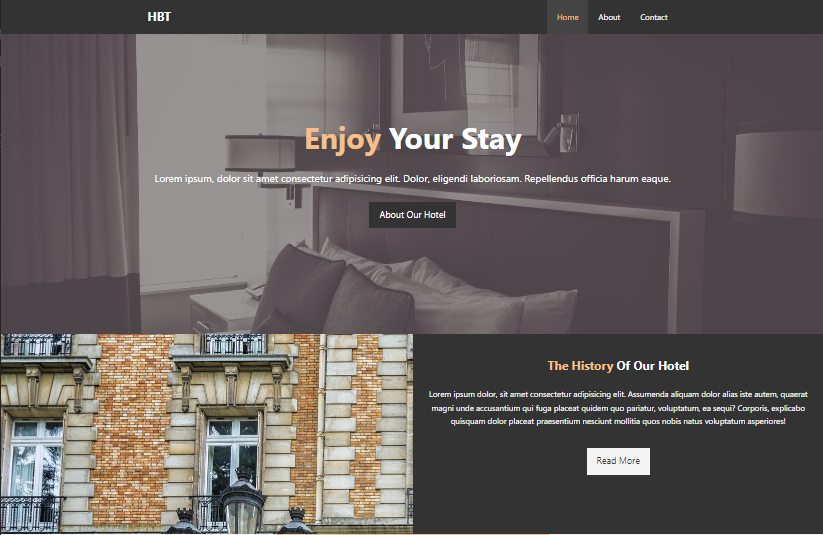 HBT
Home About Contact
Enjoy Your Stay
Lorem ipsum, dolor sit amet consectetur adipisicing elit. Dolor, eligendi laboriosam. Repellendus officia harum eaque.
About Our Hotel
The History Of Our Hotel
Lorem ipsum dolor, sit amet consectetur adipisicing elit. Assumenda aliquam dolor alias iste autem, quaerat
magni unde accusantium qui fuga placeat quidem quo pariatur, voluptatum, ea sequi? Corporis, explicabo
quisquam dolor placeat praesentium nesciunt mollitia quos nobis natus voluptatum asperiores!
Read More